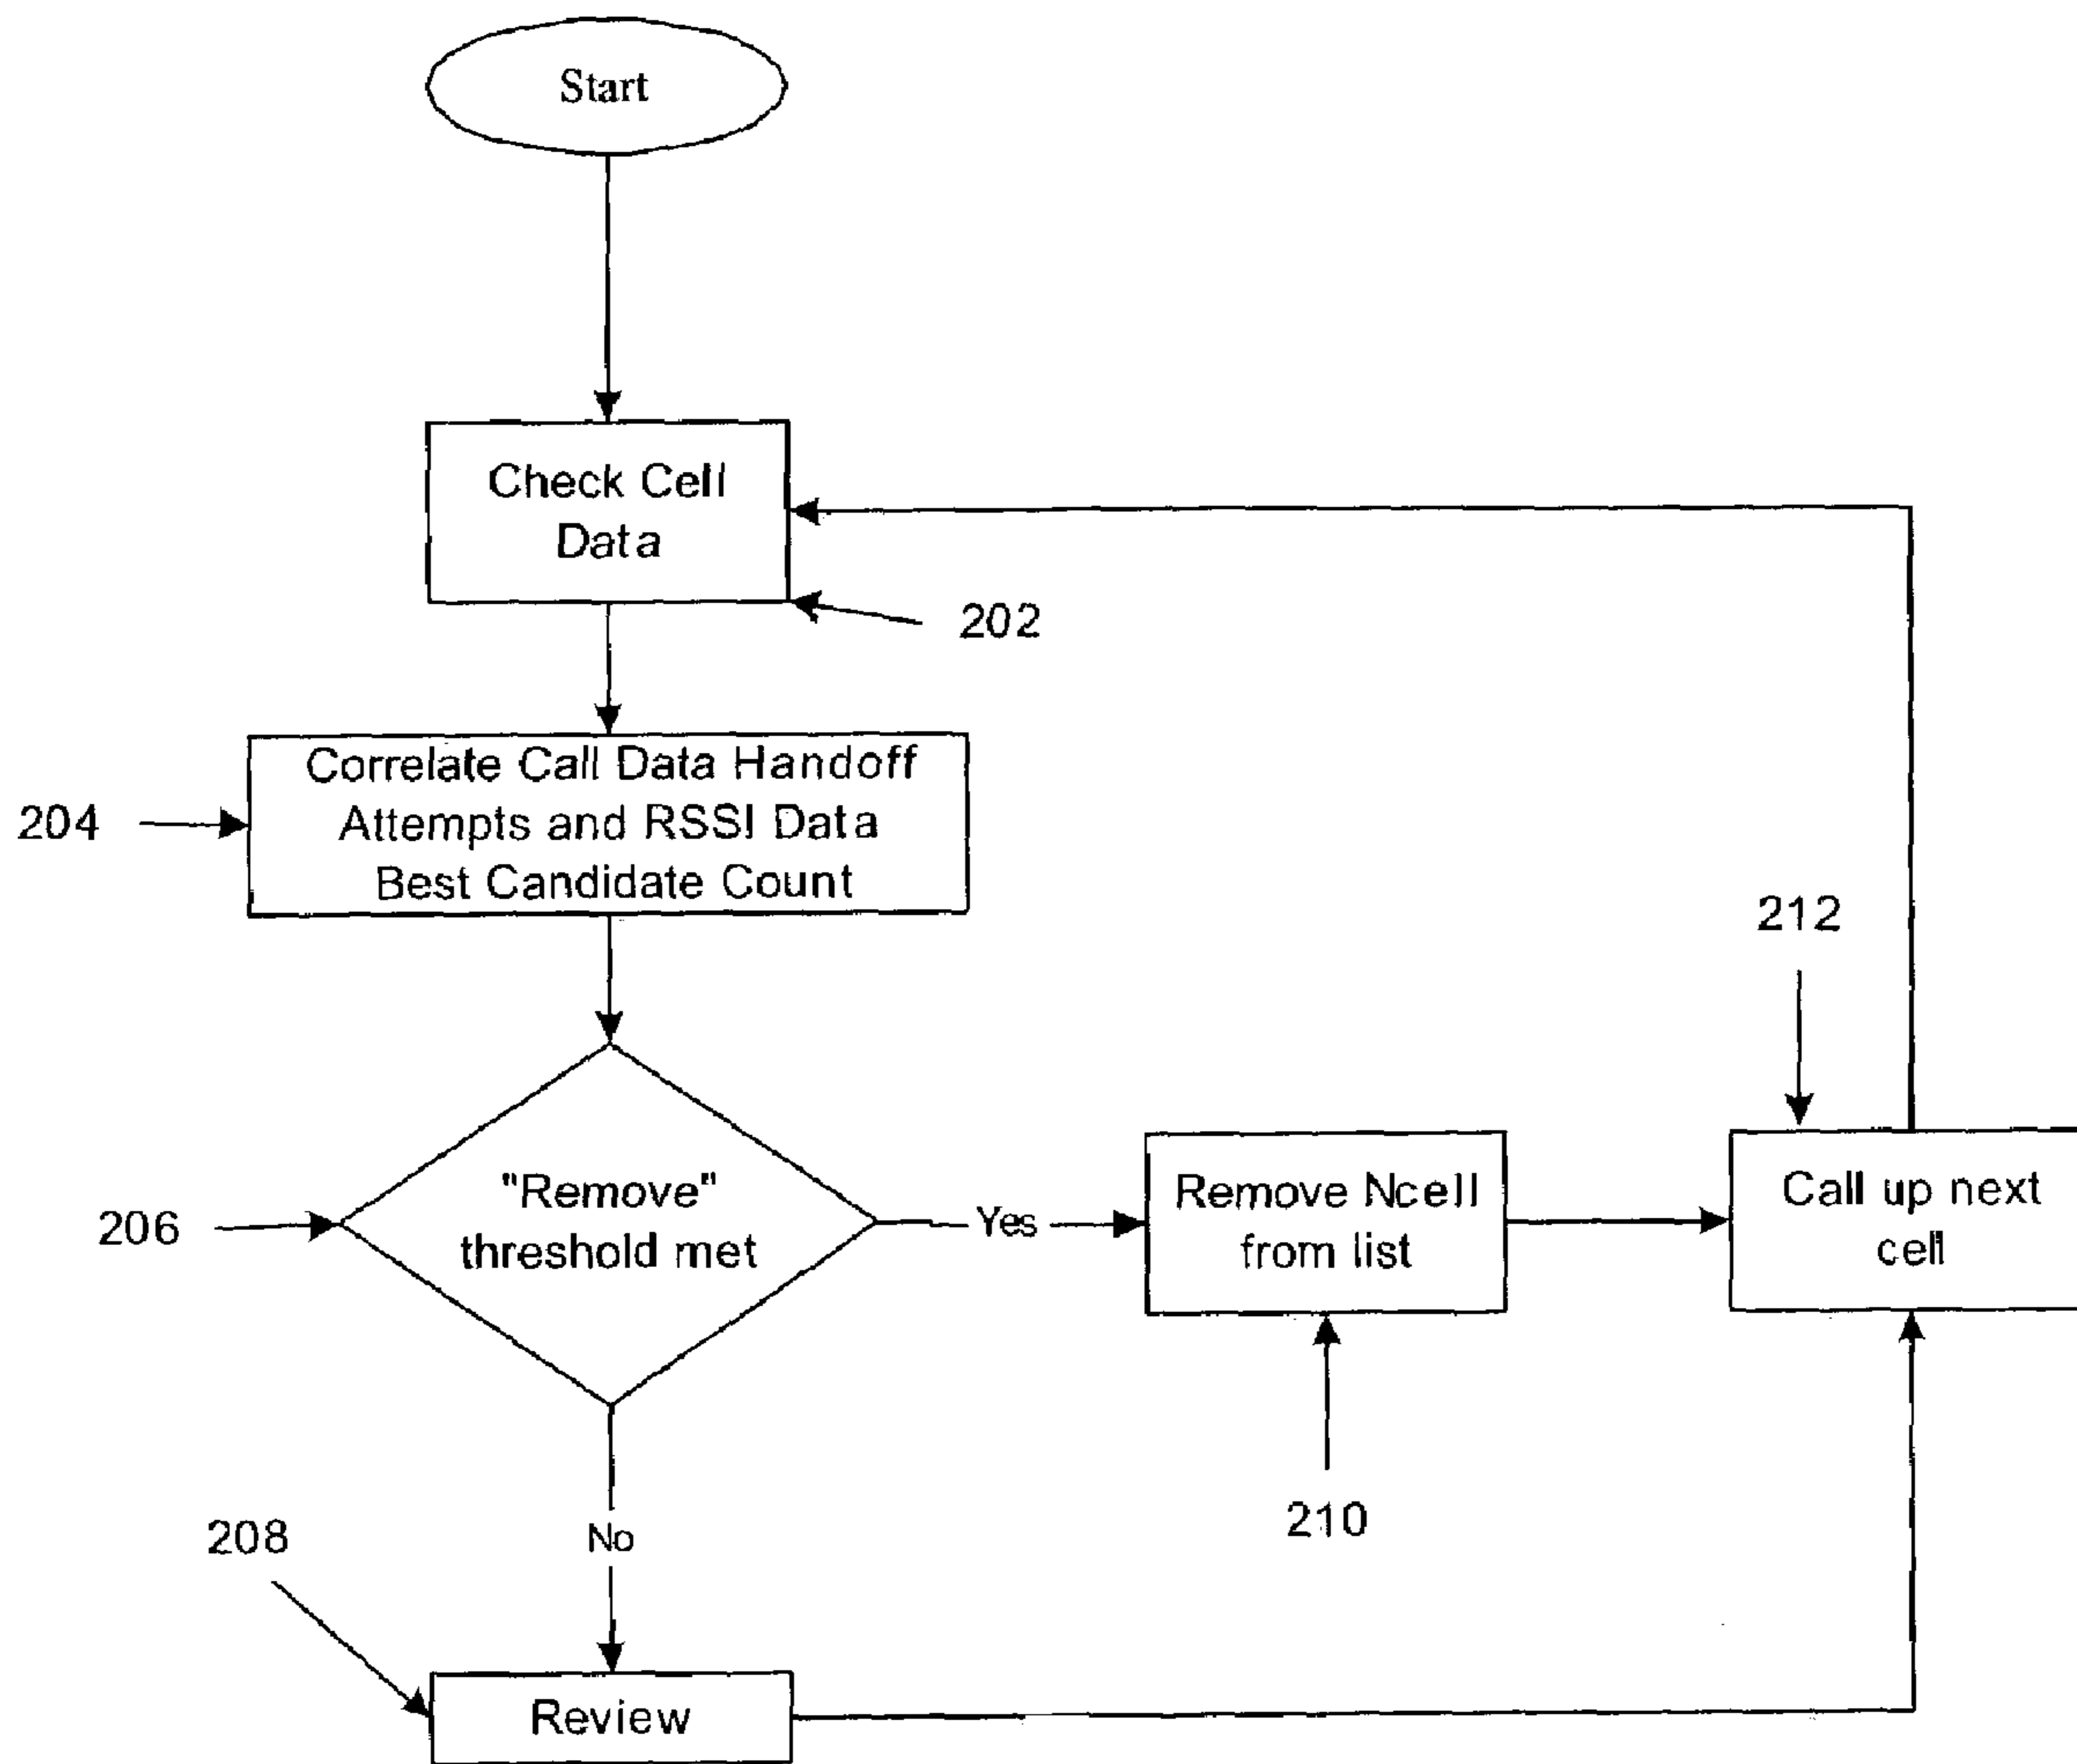 Start
Check Cell
Data
202
Correlate Call Data Handoff
Attempts and RSSI Data
Best Candidate Count
204
212
"Remove"
threshold met
206
Yes
Remove Ncell
from list
Call up next
cell
210
208
No
Review